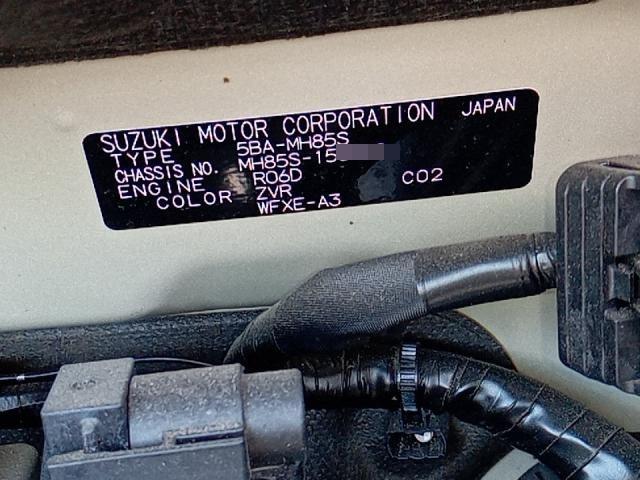 SUZUKI MOTOR CORPORATION JAPAN
TYPE 5BA-MH85S
CHASSIS NO. MH85S-15
ENGINE R06D C02
COLOR ZVR
WFXE-A3